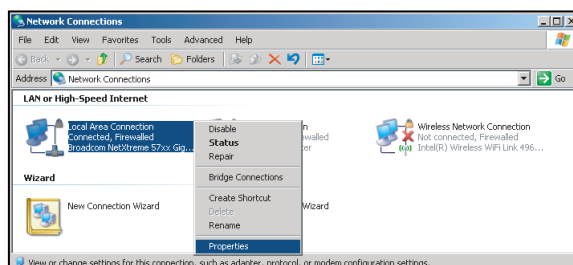 Network Connections
File Edit View Favorites Tools Advanced Help
Back Search Folders
Address Network Connections Go
LAN or High-Speed Internet
Local Area Connection
Connected, Firewalled
Broadcom NetXtreme 57xx Gig...
Disable
Status
Repair
Bridge Connections
Create Shortcut
Delete
Rename
Properties
Wireless Network Connection
Not connected, Firewalled
Intel(R) Wireless WiFi Link 496...
Wizard
New Connection Wizard
Wizard
View or change settings for this connection, such as adapter, protocol, or modem configuration settings.